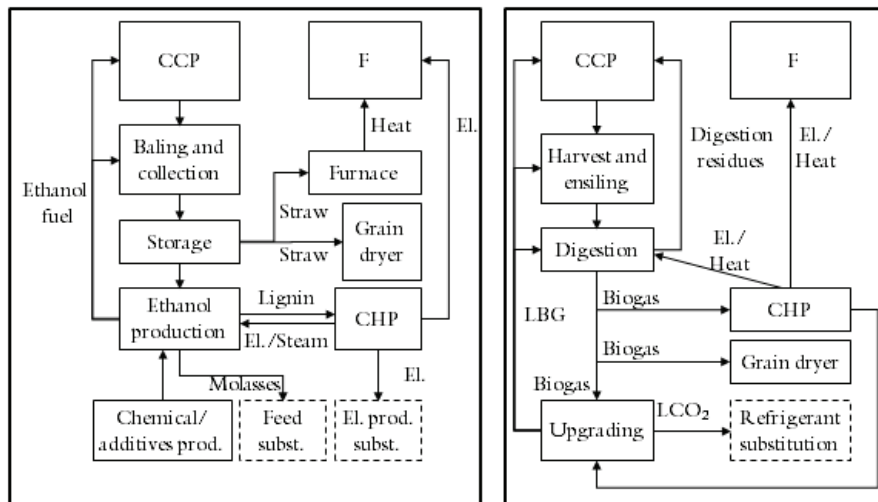 CCP
F
Heat
El.
Baling and
collection
Furnace
Ethanol
fuel
Straw
Storage
Straw
Grain
dryer
Ethanol
production
Lignin
El./Steam
CHP
El.
Molasses
Chemical/
additives prod.
Feed
subst.
El. prod.
subst.
CCP
F
Digestion
residues
El./
Heat
Harvest and
ensiling
Digestion
El./
Heat
LBG
Biogas
CHP
Biogas
Grain dryer
Biogas
Upgrading
LCO₂
Refrigerant
substitution